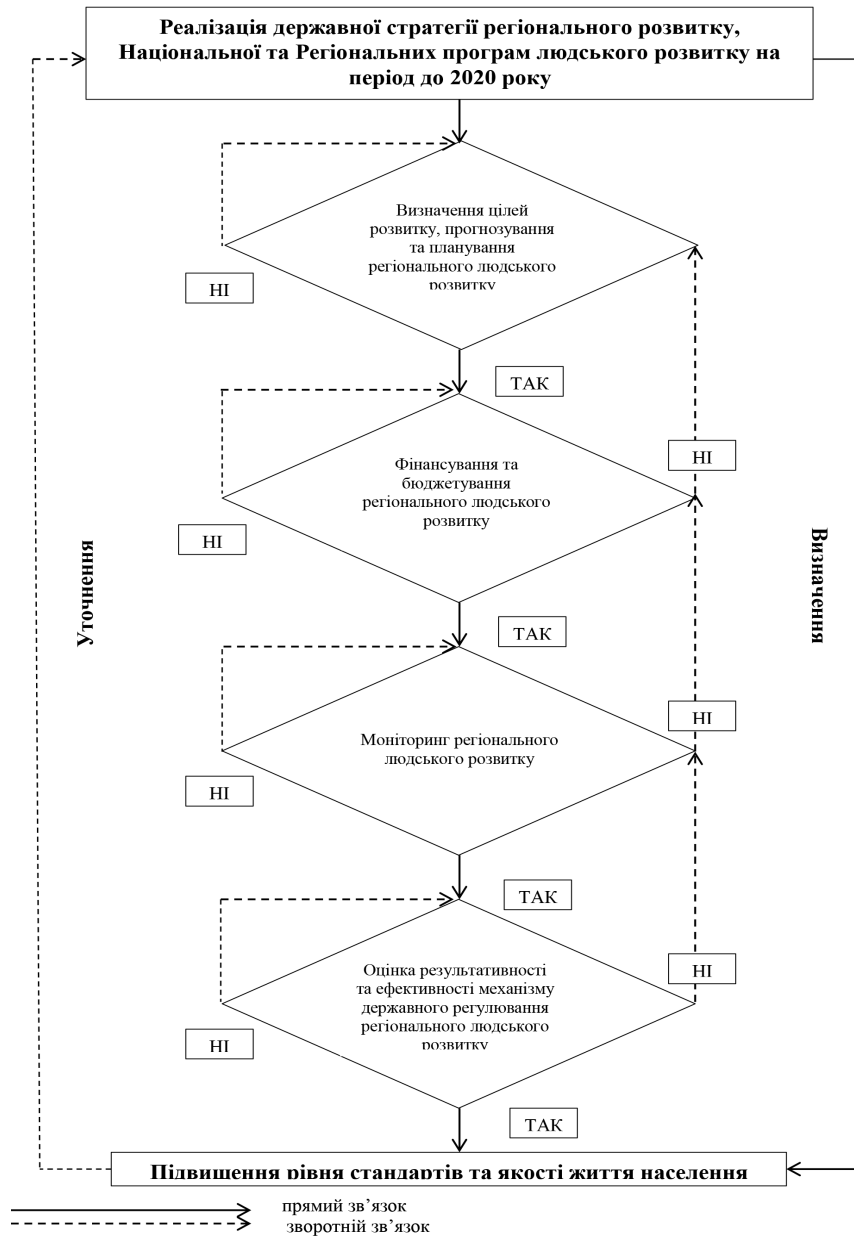 Реалізація державної стратегії регіонального розвитку,
Національної та Регіональних програм людського розвитку на
період до 2020 року
Визначення цілей
розвитку, прогнозування
та планування
регіонального людського
розвитку
НІ
ТАК
Фінансування та
бюджетування
регіонального людського
розвитку
НІ
НІ
ТАК
Уточнення
Визначення
Моніторинг регіонального
людського розвитку
НІ
НІ
ТАК
Оцінка результативності
та ефективності механізму
державного регулювання
регіонального людського
розвитку
НІ
НІ
ТАК
Підвищення рівня стандартів та якості життя населення
прямий зв’язок
зворотній зв’язок